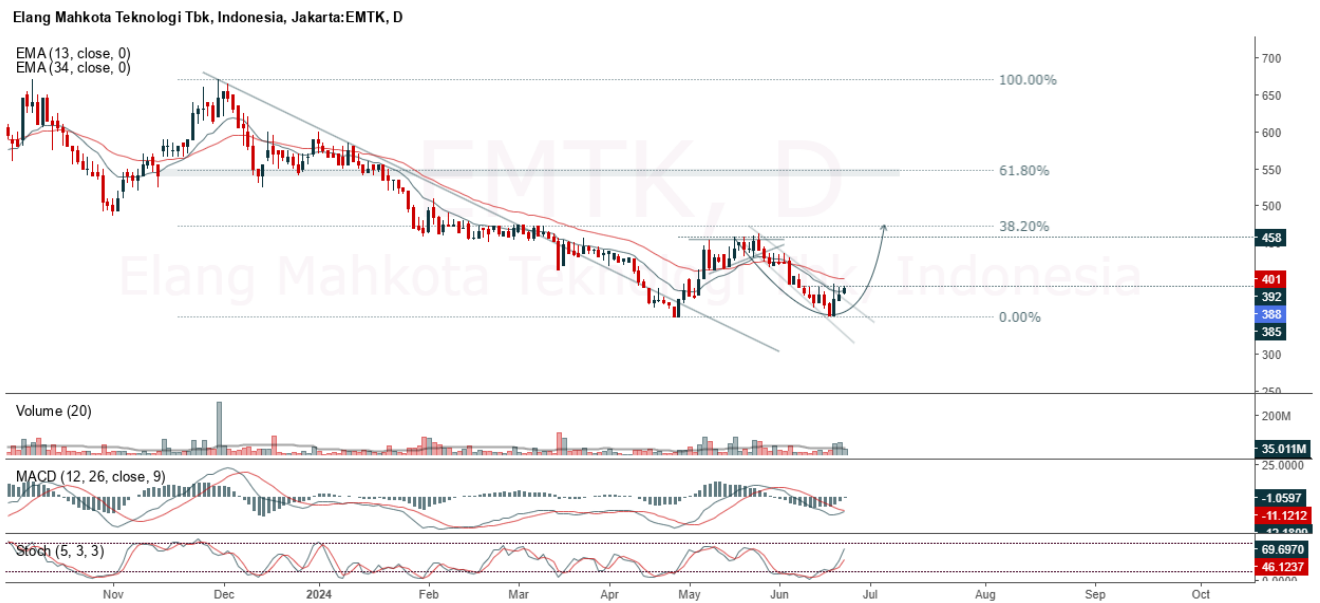 Elang Mahkota Teknologi Tbk, Indonesia, Jakarta:EMTK, D
EMA (13, close, 0)
EMA (34, close, 0)
EMTK, D
Elang Mahkota Teknologi Tbk, Indonesia
100.00%
61.80%
38.20%
0.00%
700
650
600
550
500
458
401
392
388
385
300
250
Volume (20)
200M
35.011M
MACD (12, 26, close, 9)
25.0000
-1.0597
-11.1212
-12.1809
Stoch (5, 3, 3)
69.6970
46.1237
0.0000
Nov Dec 2024 Feb Mar Apr May Jun Jul Aug Sep Oct